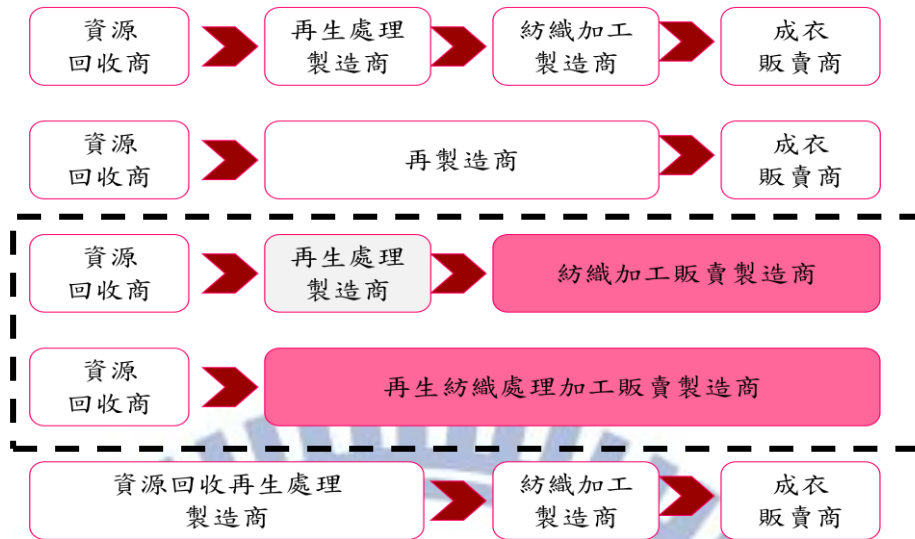 資源
回收商
再生處理
製造商
紡織加工
製造商
成衣
販賣商
資源
回收商
再製造商
成衣
販賣商
資源
回收商
再生處理
製造商
紡織加工販賣製造商
資源
回收商
再生紡織處理加工販賣製造商
資源回收再生處理
製造商
紡織加工
製造商
成衣
販賣商